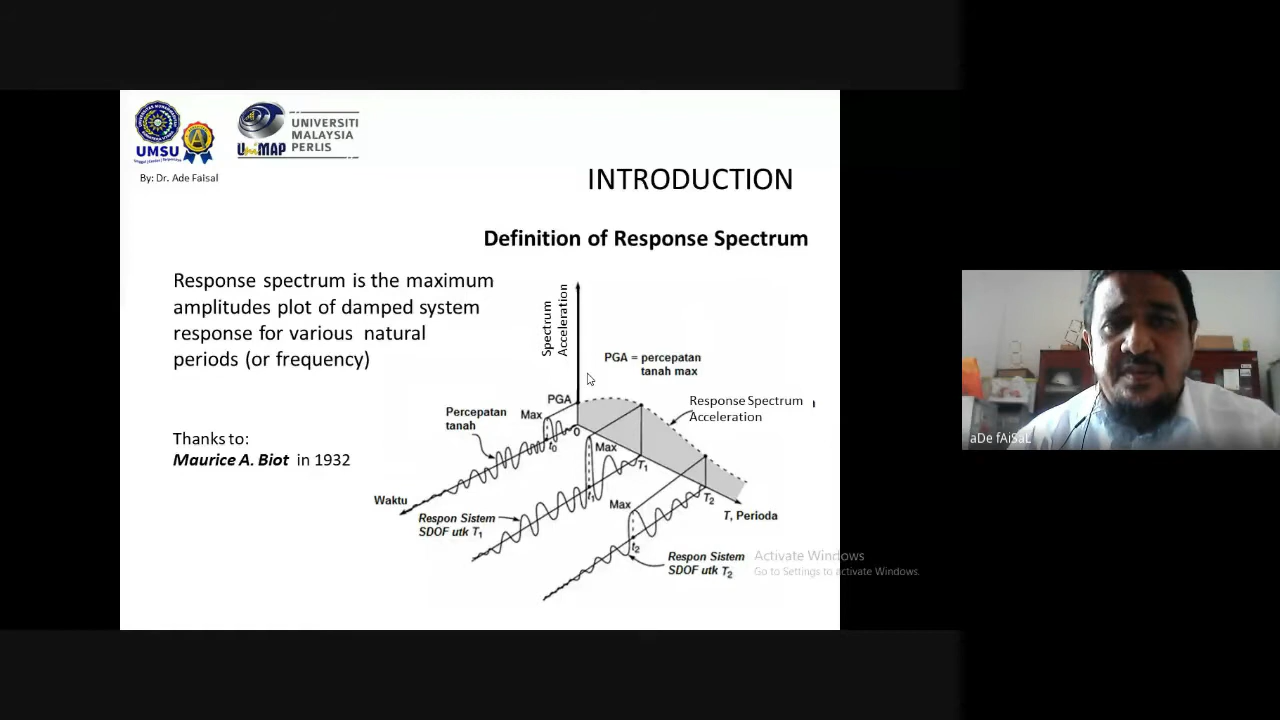 UMSU
UniMAP
UNIVERSITI
MALAYSIA
PERLIS
By: Dr. Ade Faisal
INTRODUCTION
Definition of Response Spectrum
Response spectrum is the maximum
amplitudes plot of damped system
response for various natural
periods (or frequency)
Thanks to:
Maurice A. Biot in 1932
Spectrum
Acceleration
PGA = percepatan
tanah max
PGA
Response Spectrum
Acceleration
Percepatan
tanah
Max
0
t0
Max
T1
t1
Waktu
Respon Sistem
SDOF utk T1
Max
T2
T, Perioda
t2
Respon Sistem
SDOF utk T2
Activate Windows
Go to Settings to activate Windows.
aDe fAiSaL